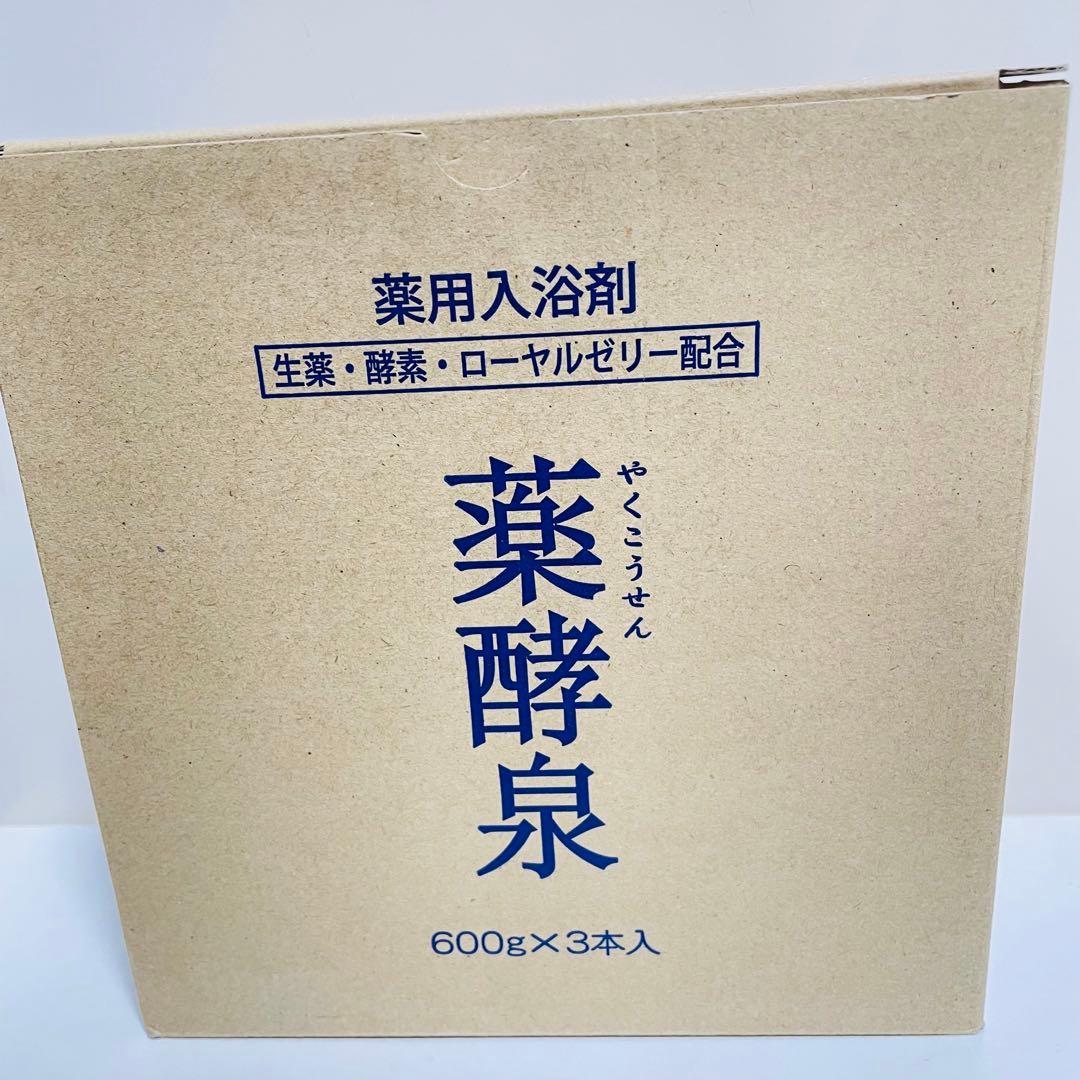 薬用入浴剤
生薬・酵素・ローヤルゼリー配合
薬酵泉
やくこうせん
600g×3本入